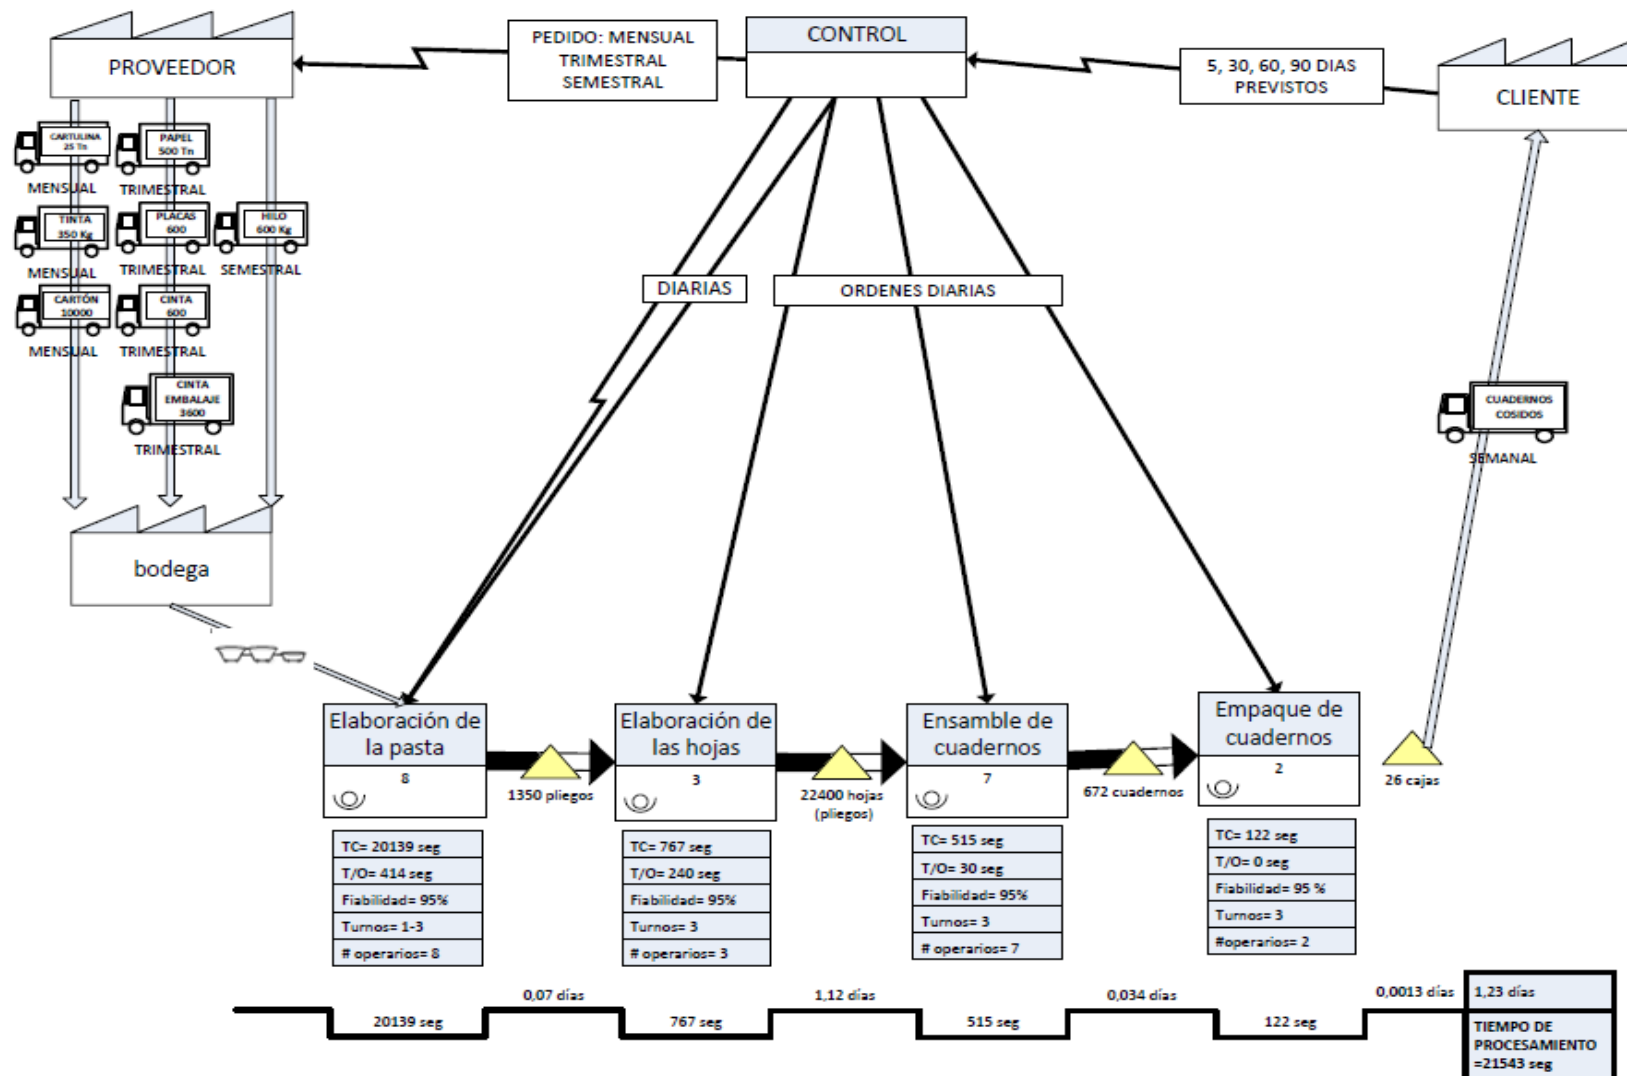 PROVEEDOR
PEDIDO: MENSUAL
TRIMESTRAL
SEMESTRAL
CONTROL
5, 30, 60, 90 DIAS
PREVISTOS
CLIENTE
CARTULINA
25 Tn
MENSUAL
PAPEL
500 Tn
TRIMESTRAL
TINTA
350 Kg
MENSUAL
PLACAS
600
TRIMESTRAL
HILO
600 Kg
SEMESTRAL
CARTÓN
10000
MENSUAL
CINTA
600
TRIMESTRAL
CINTA
EMBALAJE
3600
TRIMESTRAL
DIARIAS
ORDENES DIARIAS
CUADERNOS
COSIDOS
SEMANAL
bodega
Elaboración de
la pasta
8
1350 pliegos
Elaboración de
las hojas
3
22400 hojas
(pliegos)
Ensamble de
cuadernos
7
672 cuadernos
Empaque de
cuadernos
2
26 cajas
TC= 20139 seg
T/O= 414 seg
Fiabilidad= 95%
Turnos= 1-3
# operarios= 8
TC= 767 seg
T/O= 240 seg
Fiabilidad= 95%
Turnos= 3
# operarios= 3
TC= 515 seg
T/O= 30 seg
Fiabilidad= 95%
Turnos= 3
# operarios= 7
TC= 122 seg
T/O= 0 seg
Fiabilidad= 95 %
Turnos= 3
#operarios= 2
0,07 días
1,12 días
0,034 días
0,0013 días
1,23 días
20139 seg
767 seg
515 seg
122 seg
TIEMPO DE
PROCESAMIENTO
=21543 seg